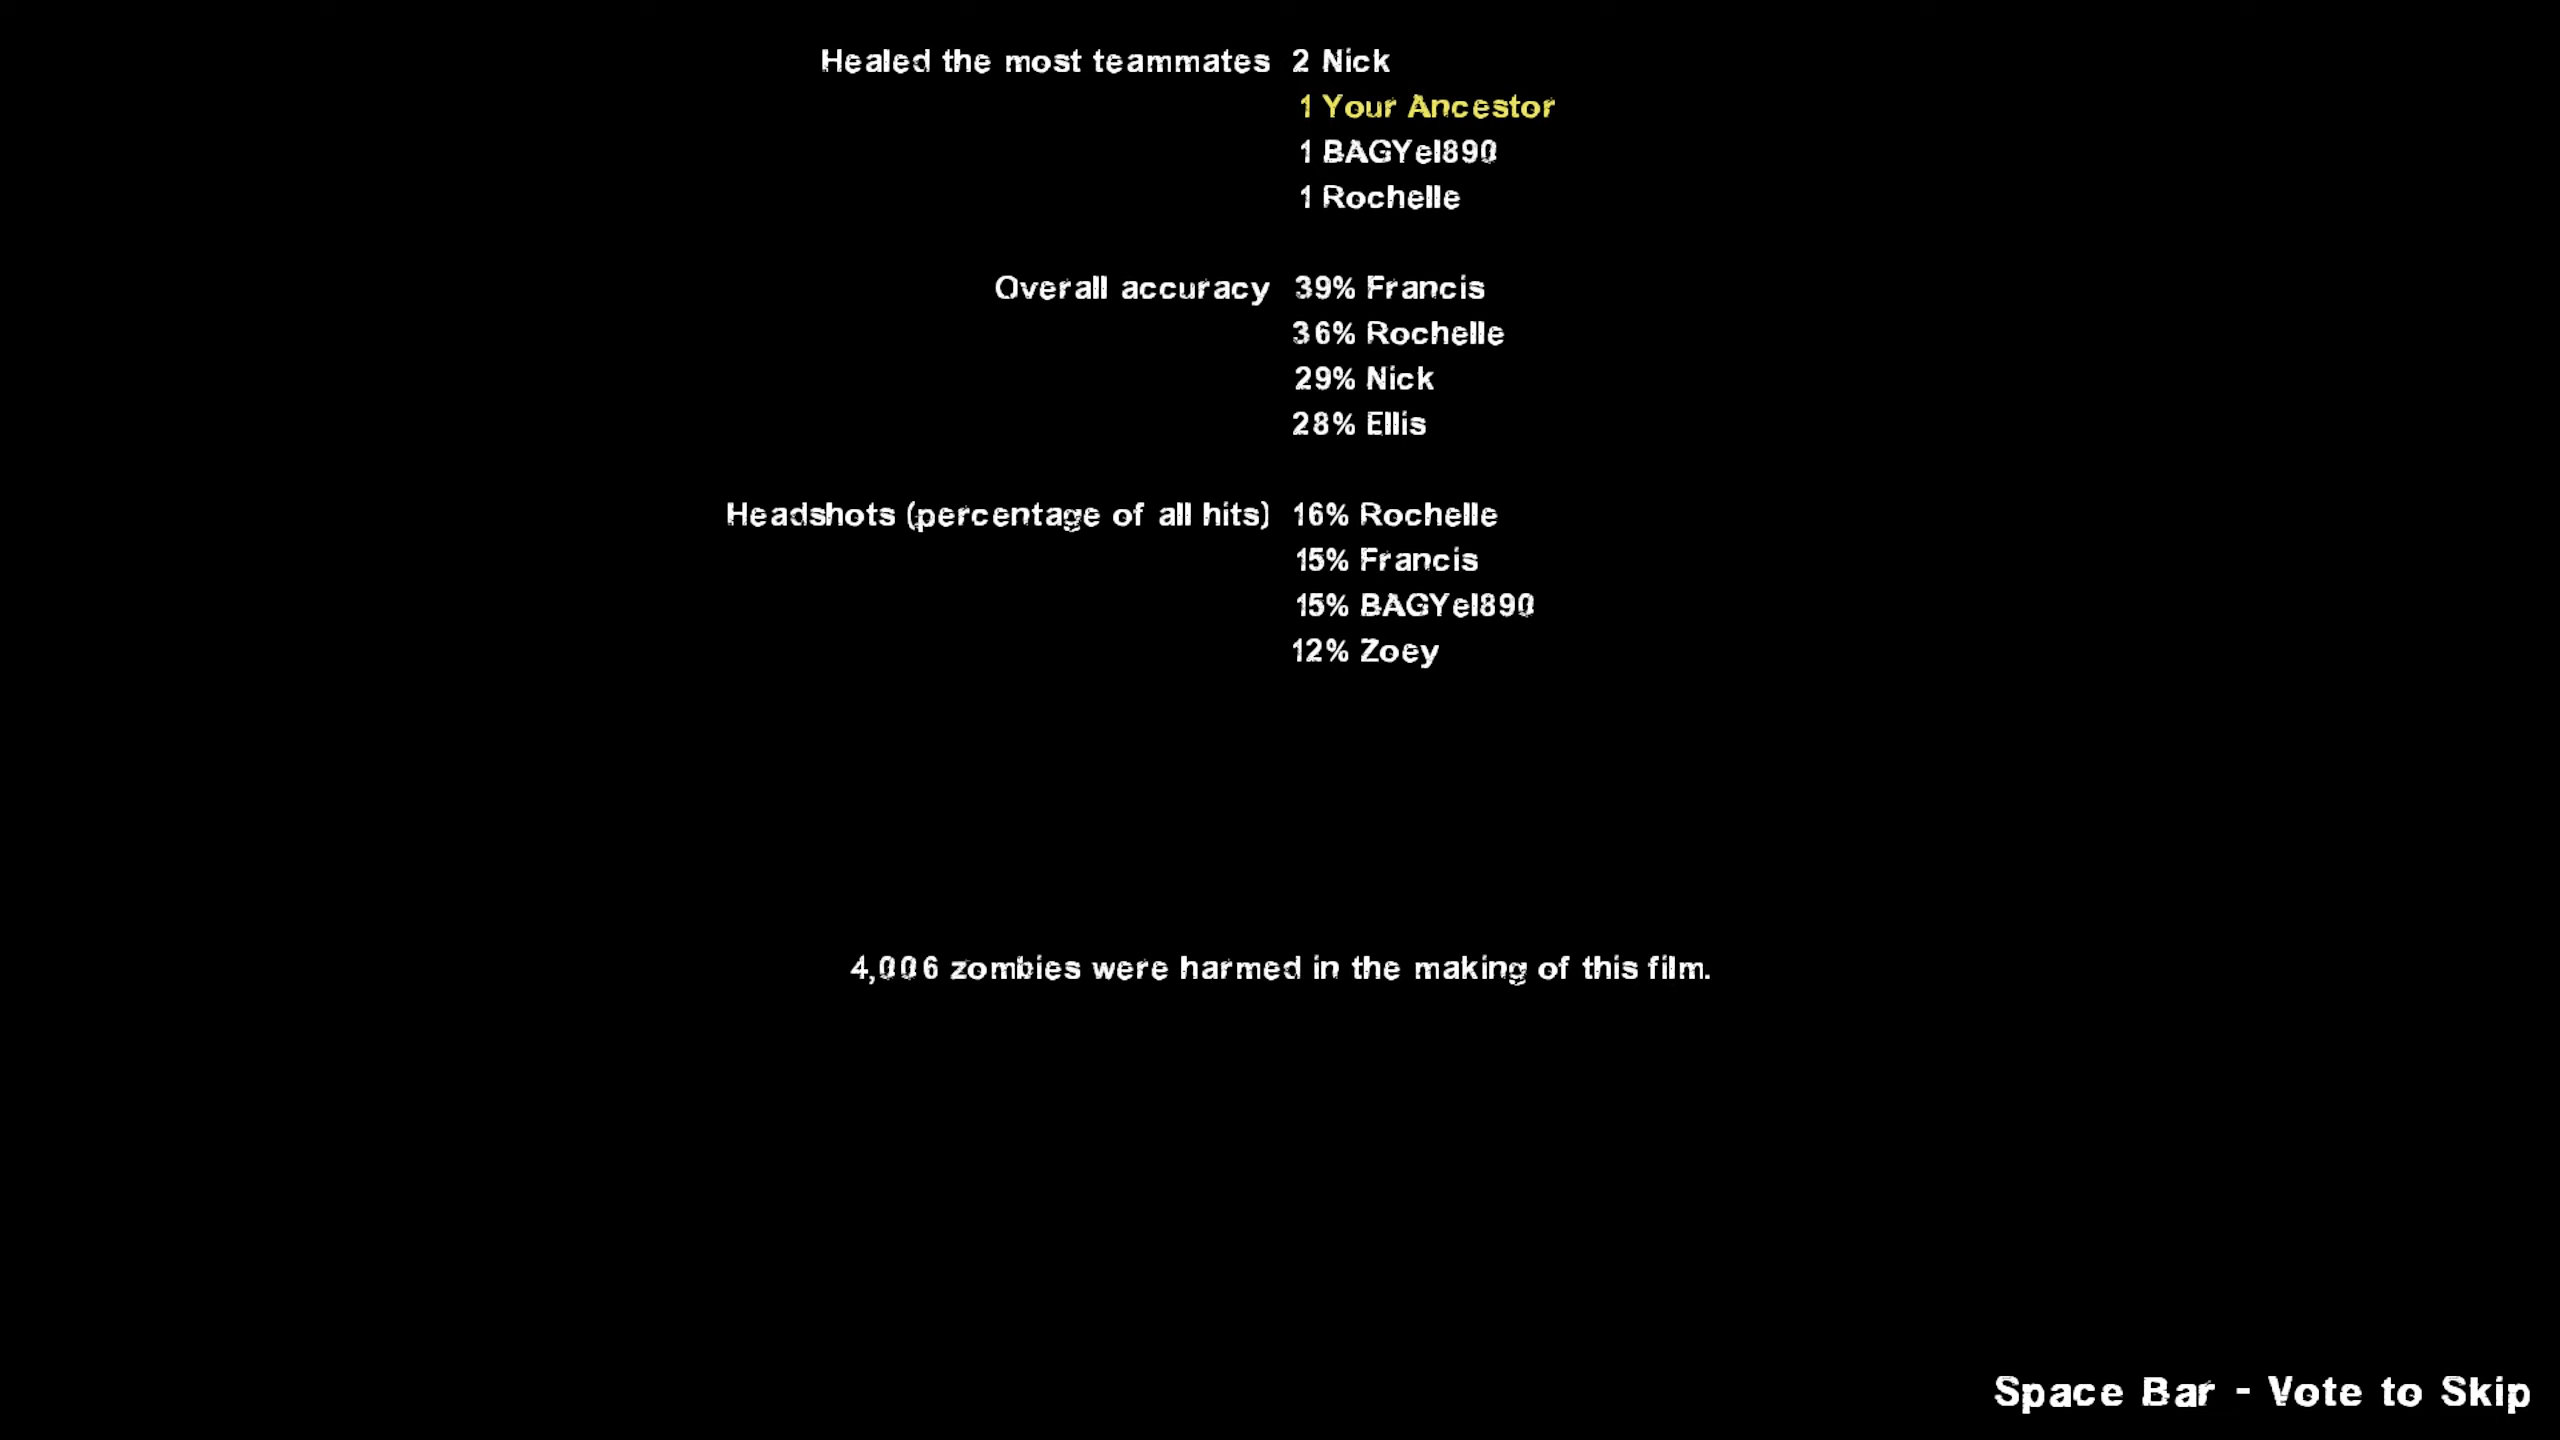 Healed the most teammates 2 Nick
1 Your Ancestor
1 BAGYel890
1 Rochelle
Overall accuracy 39% Francis
36% Rochelle
29% Nick
28% Ellis
Headshots (percentage of all hits) 16% Rochelle
15% Francis
15% BAGYel890
12% Zoey
4,006 zombies were harmed in the making of this film.
Space Bar - Vote to Skip